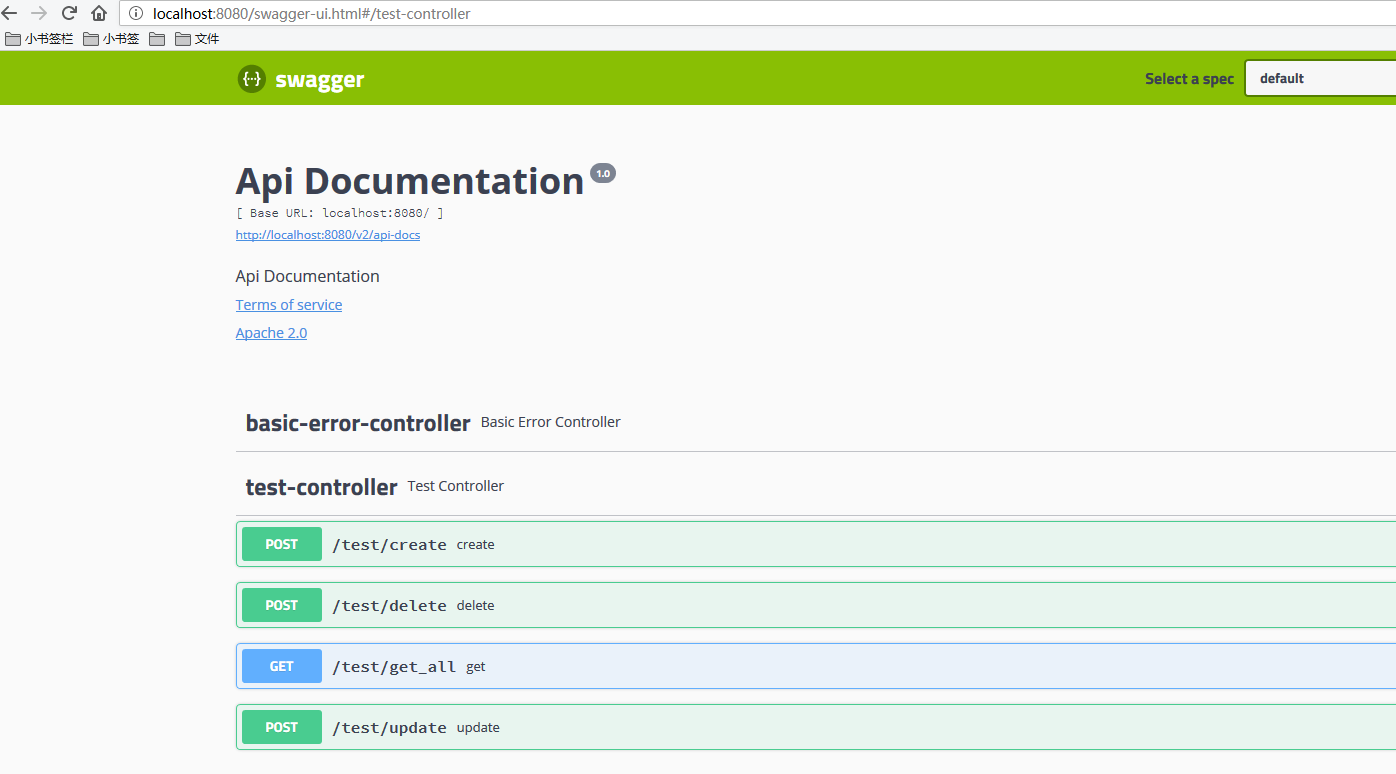 localhost:8080/swagger-ui.html#/test-controller
小书签栏 小书签 文件
{··} swagger Select a spec default
Api Documentation 1.0
[ Base URL: localhost:8080/ ]
http://localhost:8080/v2/api-docs
Api Documentation
Terms of service
Apache 2.0
basic-error-controller Basic Error Controller
test-controller Test Controller
POST /test/create create
POST /test/delete delete
GET /test/get_all get
POST /test/update update